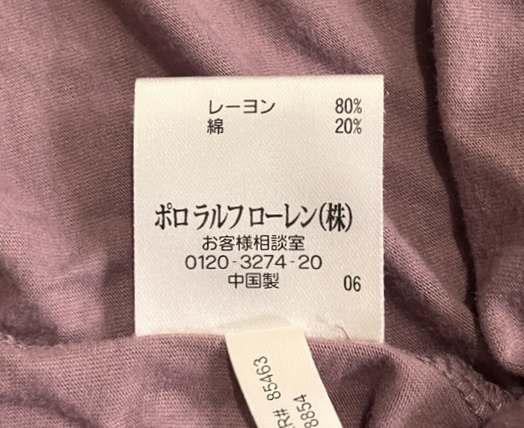 レーヨン 80%
綿 20%
ポロ ラルフ ローレン(株)
お客様相談室
0120-3274-20
中国製 06
R# 85463
8854